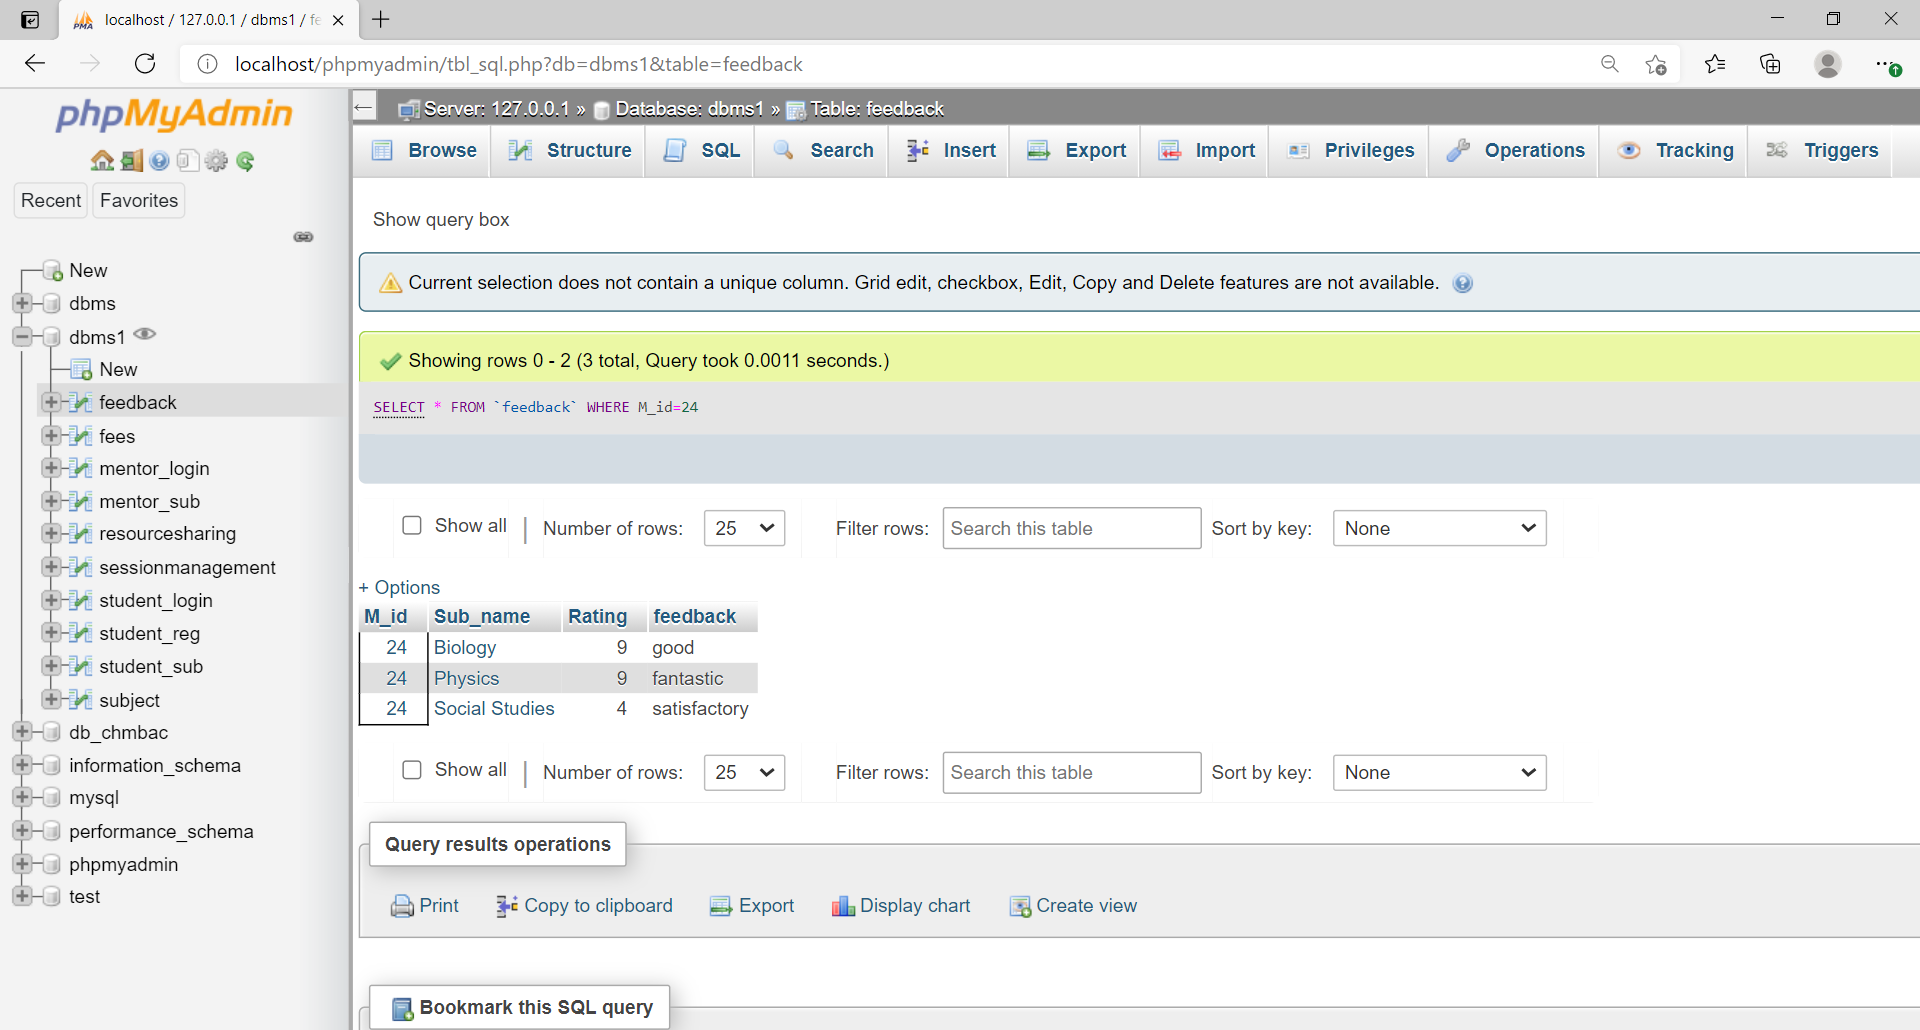 localhost / 127.0.0.1 / dbms1 / fe
localhost/phpmyadmin/tbl_sql.php?db=dbms1&table=feedback
phpMyAdmin
Recent Favorites
New
dbms
dbms1
New
feedback
fees
mentor_login
mentor_sub
resourcesharing
sessionmanagement
student_login
student_reg
student_sub
subject
db_chmbac
information_schema
mysql
performance_schema
phpmyadmin
test
Server: 127.0.0.1 » Database: dbms1 » Table: feedback
Browse Structure SQL Search Insert Export Import Privileges Operations Tracking Triggers
Show query box
Current selection does not contain a unique column. Grid edit, checkbox, Edit, Copy and Delete features are not available.
Showing rows 0 - 2 (3 total, Query took 0.0011 seconds.)
SELECT * FROM `feedback` WHERE M_id=24
Show all | Number of rows: 25 Filter rows: Search this table Sort by key: None
+ Options
M_id Sub_name Rating feedback
24 Biology 9 good
24 Physics 9 fantastic
24 Social Studies 4 satisfactory
Show all | Number of rows: 25 Filter rows: Search this table Sort by key: None
Query results operations
Print Copy to clipboard Export Display chart Create view
Bookmark this SQL query